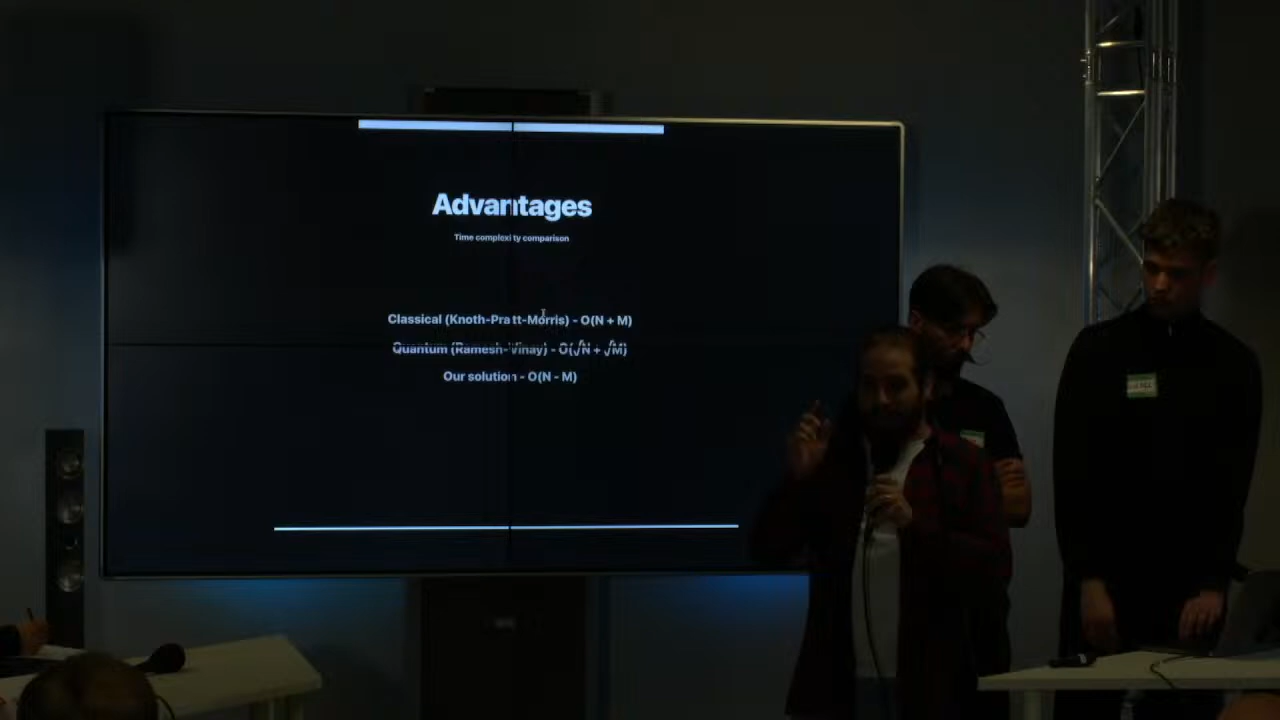 Advantages
Time complexity comparison
Classical (Knoth-Pratt-Morris) - O(N + M)
Quantum (Ramesh-Vinay) - O(√N + √M)
Our solution - O(N - M)